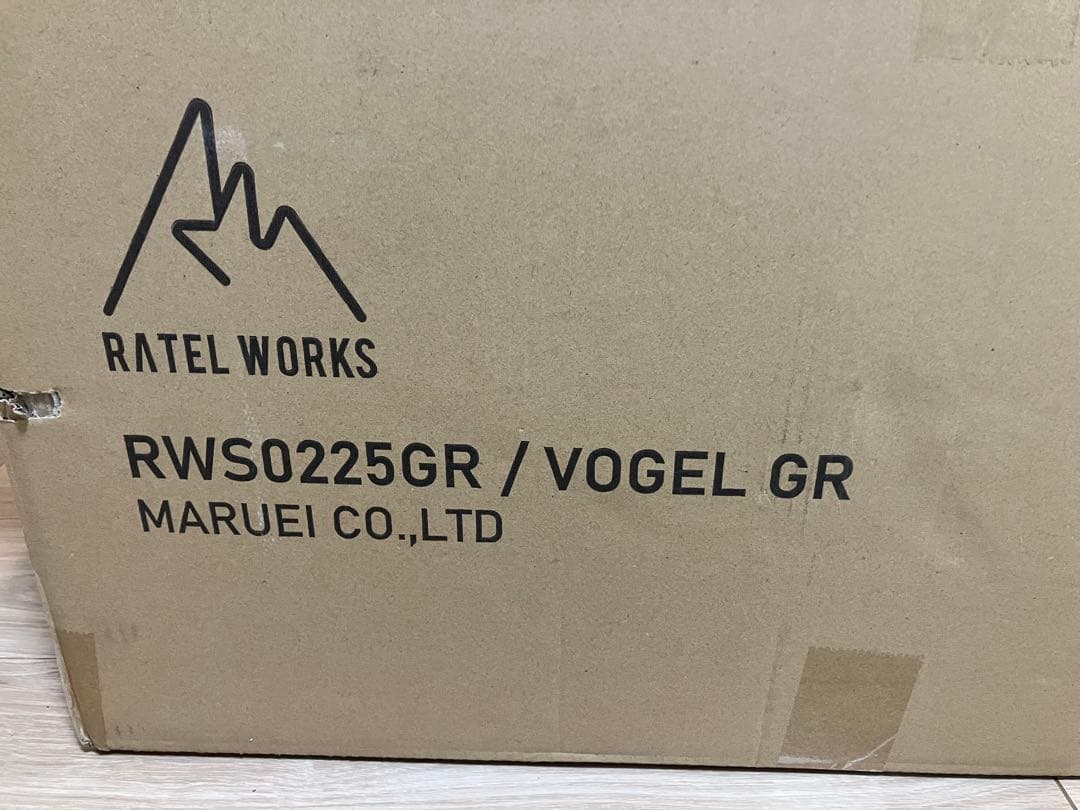 RATEL WORKS
RWS0225GR / VOGEL GR
MARUEI CO.,LTD